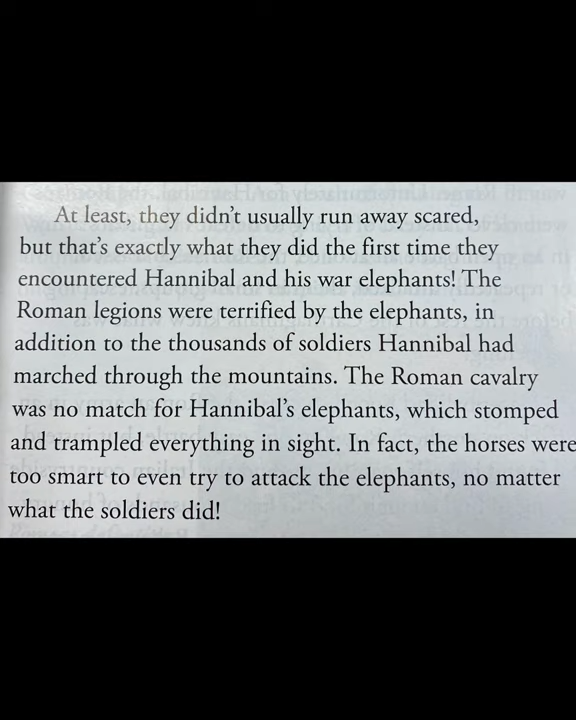 At least, they didn't usually run away scared,
but that's exactly what they did the first time they
encountered Hannibal and his war elephants! The
Roman legions were terrified by the elephants, in
addition to the thousands of soldiers Hannibal had
marched through the mountains. The Roman cavalry
was no match for Hannibal's elephants, which stomped
and trampled everything in sight. In fact, the horses were
too smart to even try to attack the elephants, no matter
what the soldiers did!